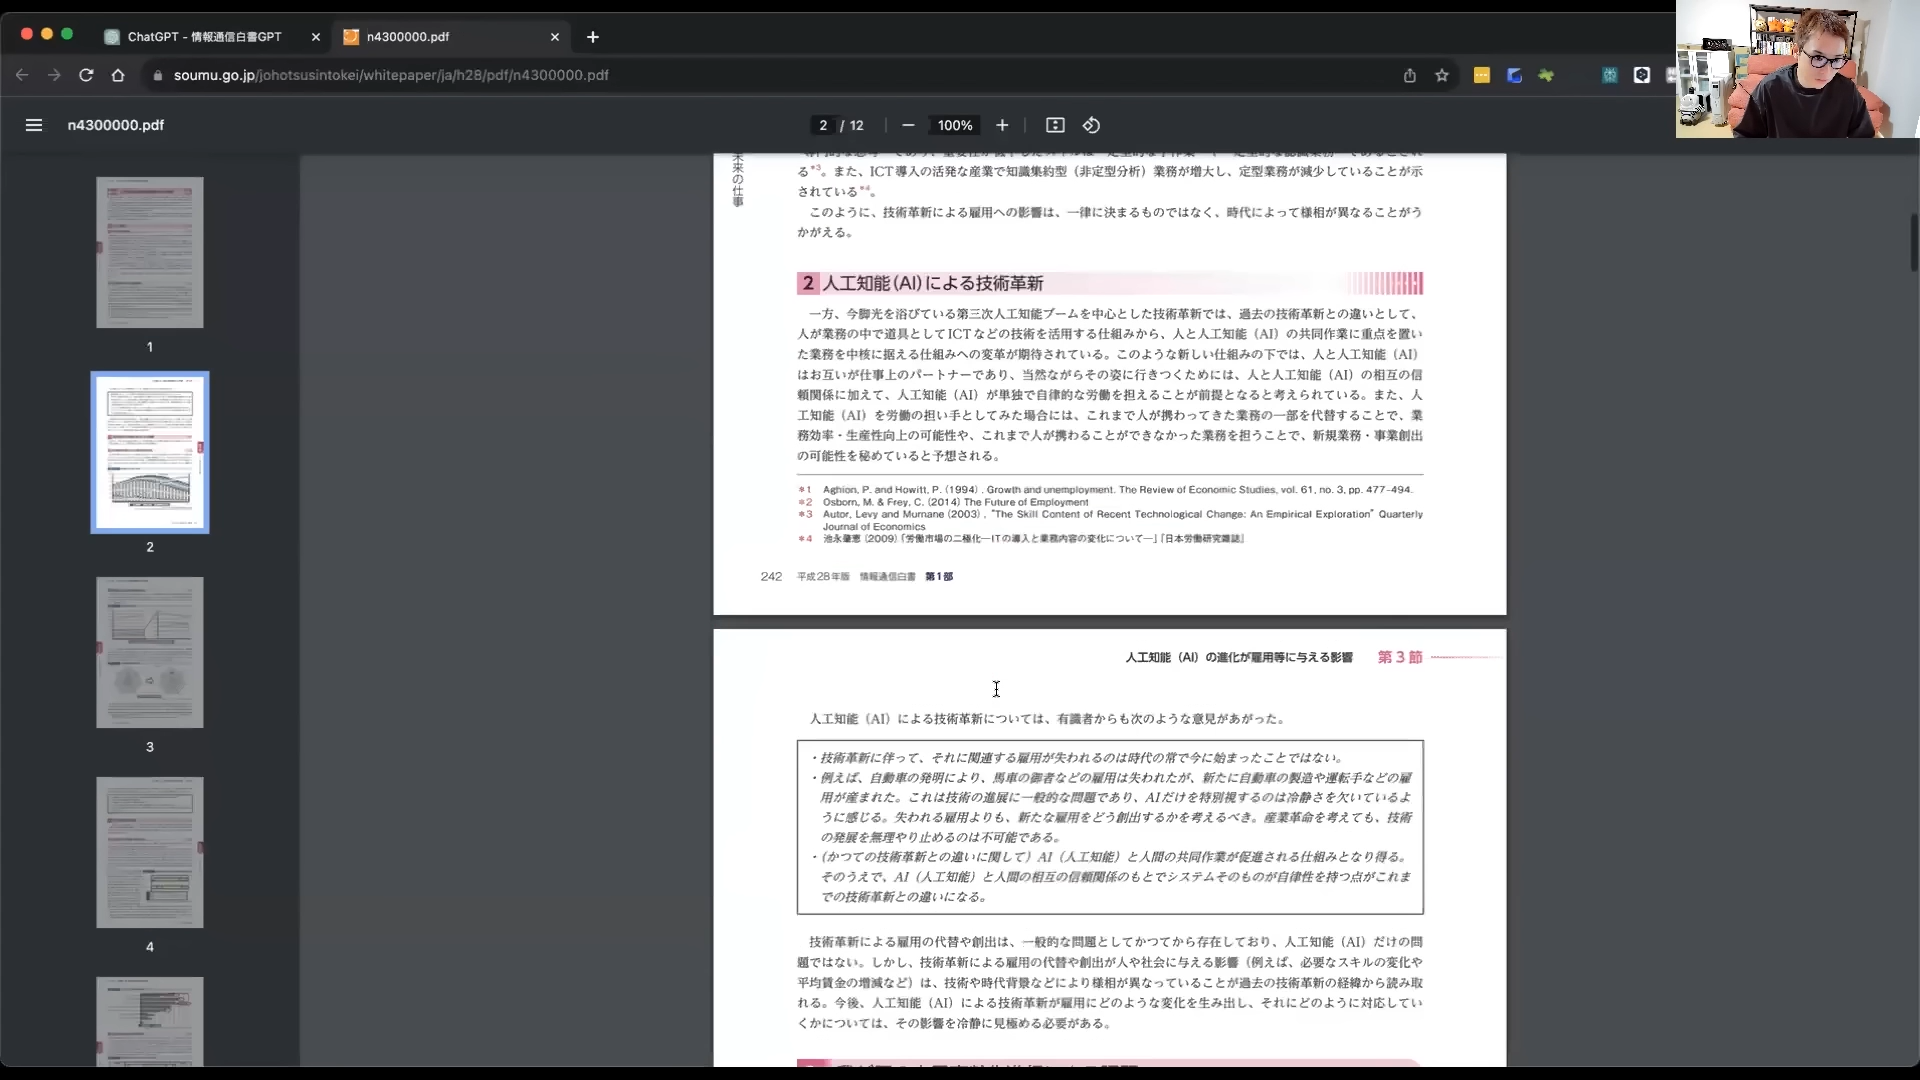 ChatGPT - 情報通信白書GPT
n4300000.pdf
soumu.go.jp/johotsusintokei/whitepaper/ja/h28/pdf/n4300000.pdf
n4300000.pdf
2 / 12
100%
1
2
3
4
未来の仕事
る*3。また、ICT導入の活発な産業で知識集約型（非定型分析）業務が増大し、定型業務が減少していることが示
されている*4。
このように、技術革新による雇用への影響は、一律に決まるものではなく、時代によって様相が異なることがう
かがえる。
2 人工知能(AI)による技術革新
一方、今脚光を浴びている第三次人工知能ブームを中心とした技術革新では、過去の技術革新との違いとして、
人が業務の中で道具としてICTなどの技術を活用する仕組みから、人と人工知能（AI）の共同作業に重点を置い
た業務を中核に据える仕組みへの変革が期待されている。このような新しい仕組みの下では、人と人工知能（AI）
はお互いが仕事上のパートナーであり、当然ながらその姿に行きつくためには、人と人工知能（AI）の相互の信
頼関係に加えて、人工知能（AI）が単独で自律的な労働を担えることが前提となると考えられている。また、人
工知能（AI）を労働の担い手としてみた場合には、これまで人が携わってきた業務の一部を代替することで、業
務効率・生産性向上の可能性や、これまで人が携わることができなかった業務を担うことで、新規業務・事業創出
の可能性を秘めていると予想される。
*1 Aghion, P. and Howitt, P. (1994) , Growth and unemployment. The Review of Economic Studies, vol. 61, no. 3, pp. 477-494.
*2 Osborn, M. & Frey, C. (2014) The Future of Employment
*3 Autor, Levy and Murnane (2003) , "The Skill Content of Recent Technological Change: An Empirical Exploration" Quarterly
Journal of Economics
*4 池永肇恵 (2009)「労働市場の二極化―ITの導入と業務内容の変化について―」『日本労働研究雑誌』
242 平成28年版 情報通信白書 第1部
人工知能（AI）の進化が雇用等に与える影響 第3節
人工知能（AI）による技術革新については、有識者からも次のような意見があがった。
・技術革新に伴って、それに関連する雇用が失われるのは時代の常で今に始まったことではない。
・例えば、自動車の発明により、馬車の御者などの雇用は失われたが、新たに自動車の製造や運転手などの雇
用が産まれた。これは技術の進展に一般的な問題であり、AIだけを特別視するのは冷静さを欠いているよ
うに感じる。失われる雇用よりも、新たな雇用をどう創出するかを考えるべき。産業革命を考えても、技術
の発展を無理やり止めるのは不可能である。
・（かつての技術革新との違いに関して）AI（人工知能）と人間の共同作業が促進される仕組みとなり得る。
そのうえで、AI（人工知能）と人間の相互の信頼関係のもとでシステムそのものが自律性を持つ点がこれま
での技術革新との違いになる。
技術革新による雇用の代替や創出は、一般的な問題としてかつてから存在しており、人工知能（AI）だけの問
題ではない。しかし、技術革新による雇用の代替や創出が人や社会に与える影響（例えば、必要なスキルの変化や
平均賃金の増減など）は、技術や時代背景などにより様相が異なっていることが過去の技術革新の経緯から読み取
れる。今後、人工知能（AI）による技術革新が雇用にどのような変化を生み出し、それにどのように対応してい
くかについては、その影響を冷静に見極める必要がある。